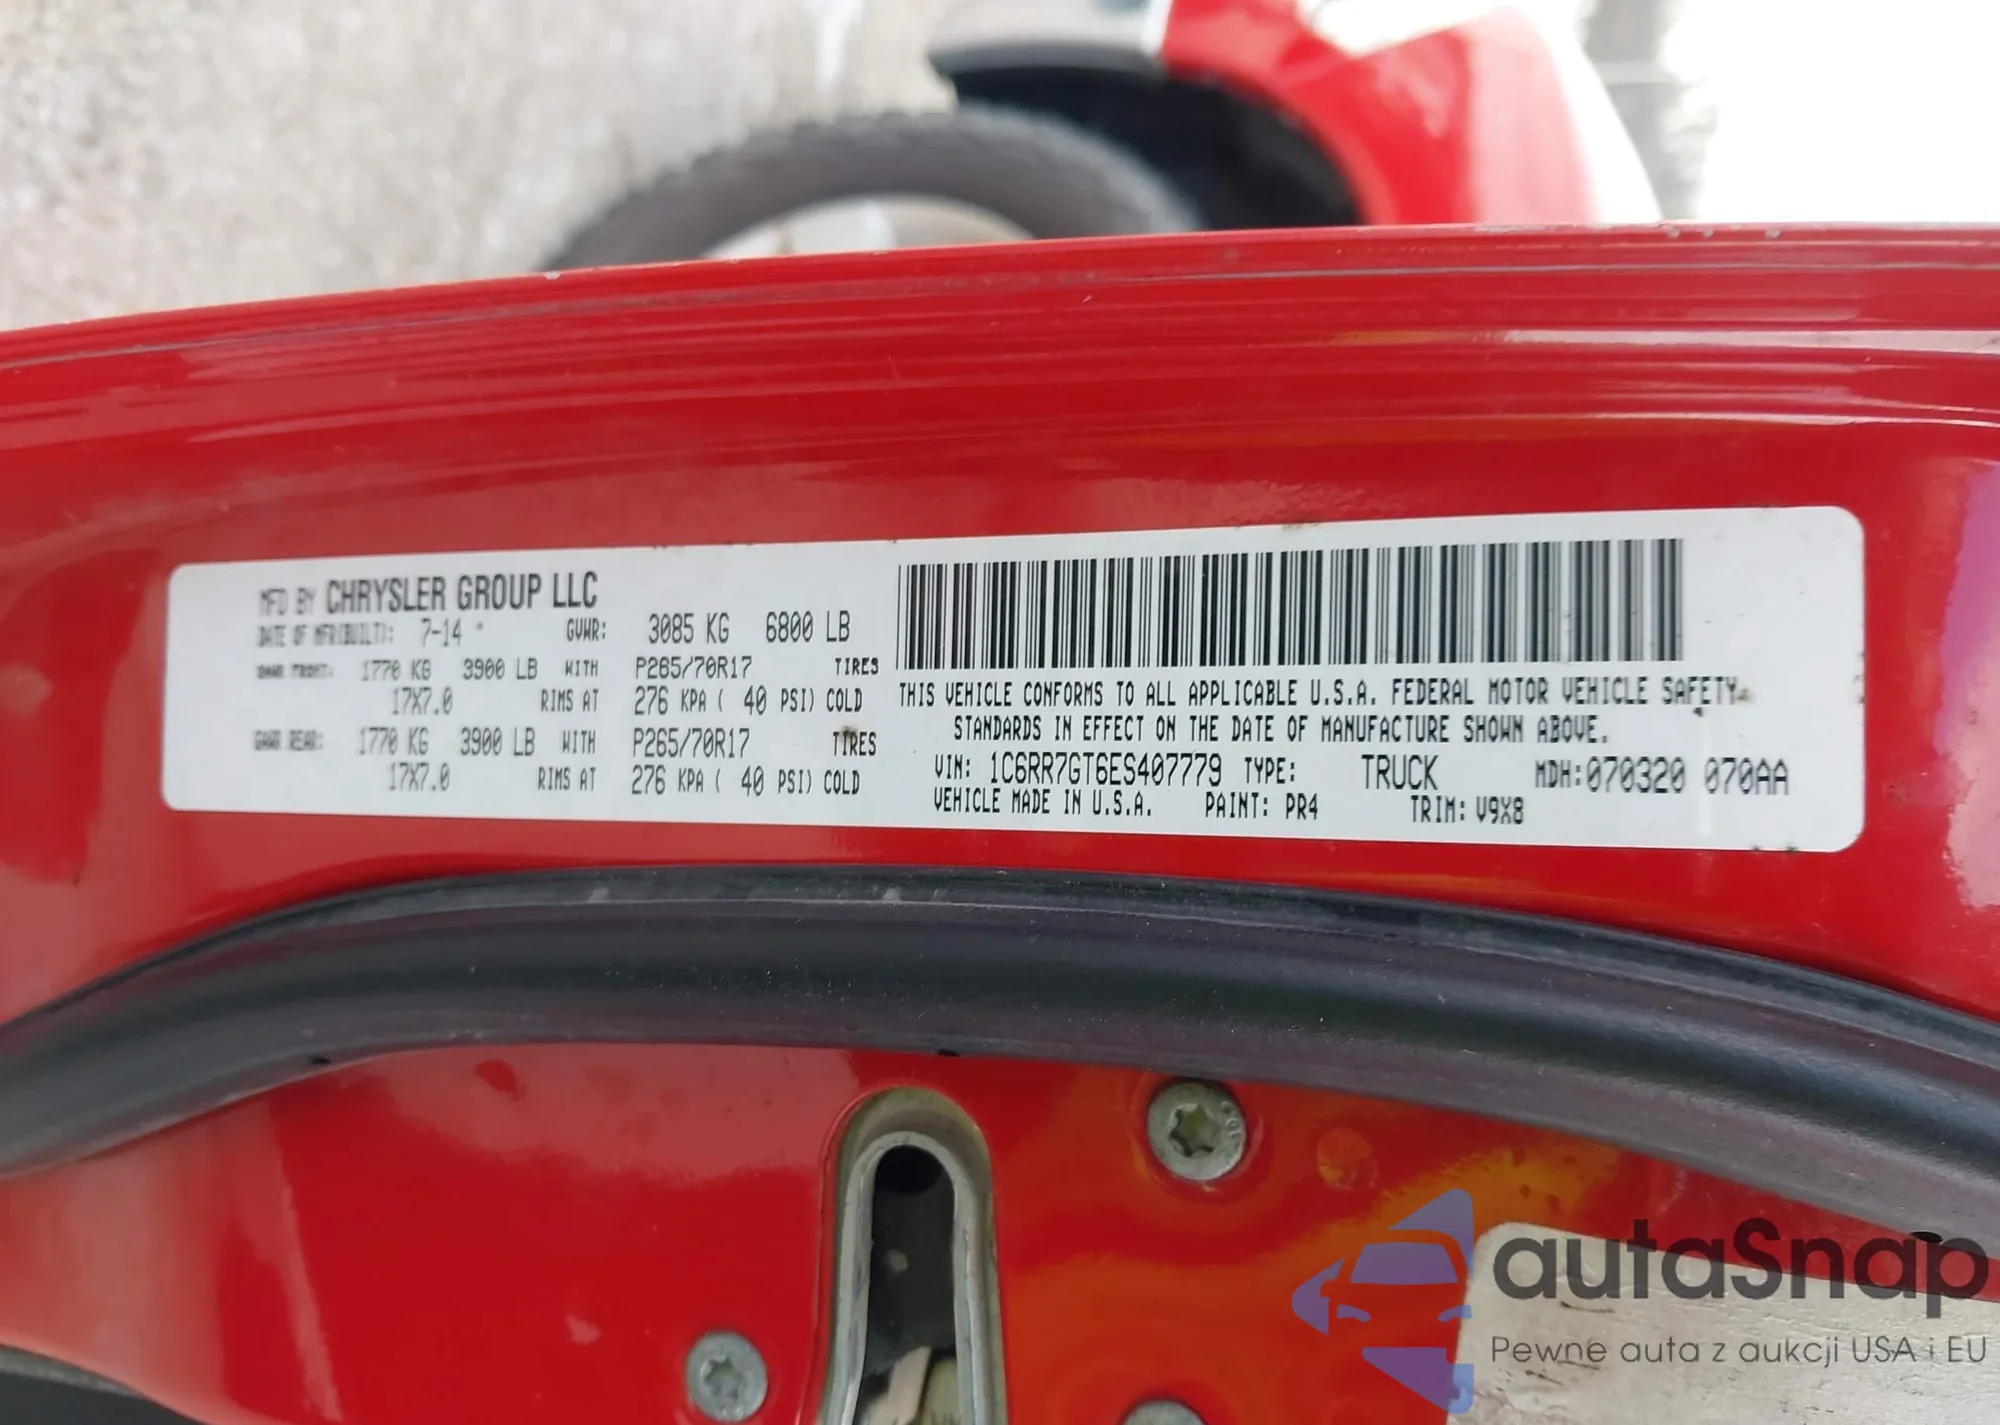 MFD BY CHRYSLER GROUP LLC
DATE OF MFR(BUILT): 7-14 GVWR: 3085 KG 6800 LB
GAWR FRONT: 1770 KG 3900 LB WITH P265/70R17 TIRES
17X7.0 RIMS AT 276 KPA ( 40 PSI) COLD
GAWR REAR: 1770 KG 3900 LB WITH P265/70R17 TIRES
17X7.0 RIMS AT 276 KPA ( 40 PSI) COLD
THIS VEHICLE CONFORMS TO ALL APPLICABLE U.S.A. FEDERAL MOTOR VEHICLE SAFETY
STANDARDS IN EFFECT ON THE DATE OF MANUFACTURE SHOWN ABOVE.
VIN: 1C6RR7GT6ES407779 TYPE: TRUCK MDH:070320 070AA
VEHICLE MADE IN U.S.A. PAINT: PR4 TRIM: V9X8
autaSnap
Pewne auta z aukcji USA i EU